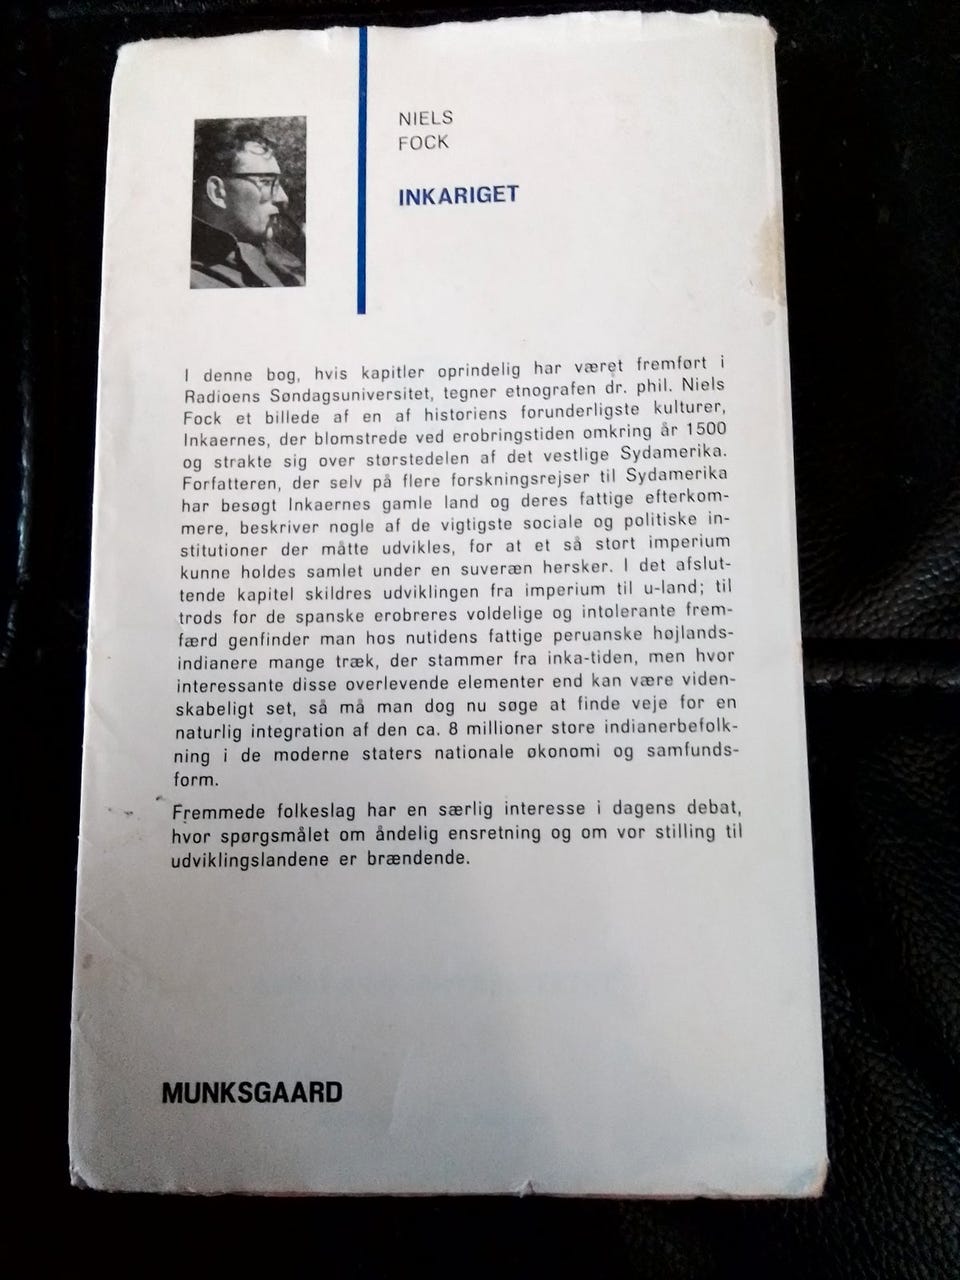 NIELS
FOCK
INKARIGET
I denne bog, hvis kapitler oprindelig har været fremført i
Radioens Søndagsuniversitet, tegner etnografen dr. phil. Niels
Fock et billede af en af historiens forunderligste kulturer,
Inkaernes, der blomstrede ved erobringstiden omkring år 1500
og strakte sig over størstedelen af det vestlige Sydamerika.
Forfatteren, der selv på flere forskningsrejser til Sydamerika
har besøgt Inkaernes gamle land og deres fattige efterkom-
mere, beskriver nogle af de vigtigste sociale og politiske in-
stitutioner der måtte udvikles, for at et så stort imperium
kunne holdes samlet under en suveræn hersker. I det afslut-
tende kapitel skildres udviklingen fra imperium til u-land; til
trods for de spanske erobreres voldelige og intolerante frem-
færd genfinder man hos nutidens fattige peruanske højlands-
indianere mange træk, der stammer fra inka-tiden, men hvor
interessante disse overlevende elementer end kan være viden-
skabeligt set, så må man dog nu søge at finde veje for en
naturlig integration af den ca. 8 millioner store indianerbefolk-
ning i de moderne staters nationale økonomi og samfunds-
form.
Fremmede folkeslag har en særlig interesse i dagens debat,
hvor spørgsmålet om åndelig ensretning og om vor stilling til
udviklingslandene er brændende.
MUNKSGAARD